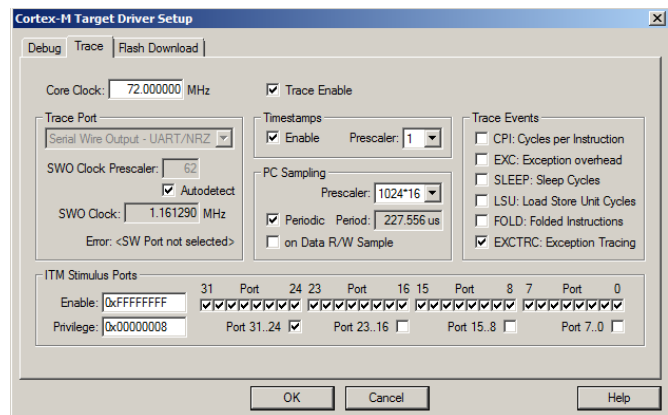 Cortex-M Target Driver Setup
Debug Trace Flash Download
Core Clock: 72.000000 MHz
Trace Enable
Trace Port
Serial Wire Output - UART/NRZ
SWO Clock Prescaler: 62
Autodetect
SWO Clock: 1.161290 MHz
Error: <SW Port not selected>
Timestamps
Enable Prescaler: 1
PC Sampling
Prescaler: 1024*16
Periodic Period: 227.556 us
on Data R/W Sample
Trace Events
CPI: Cycles per Instruction
EXC: Exception overhead
SLEEP: Sleep Cycles
LSU: Load Store Unit Cycles
FOLD: Folded Instructions
EXCTRC: Exception Tracing
ITM Stimulus Ports
31 Port 24 23 Port 16 15 Port 8 7 Port 0
Enable: 0xFFFFFFFF
Privilege: 0x00000008 Port 31..24 Port 23..16 Port 15..8 Port 7..0
OK Cancel Help